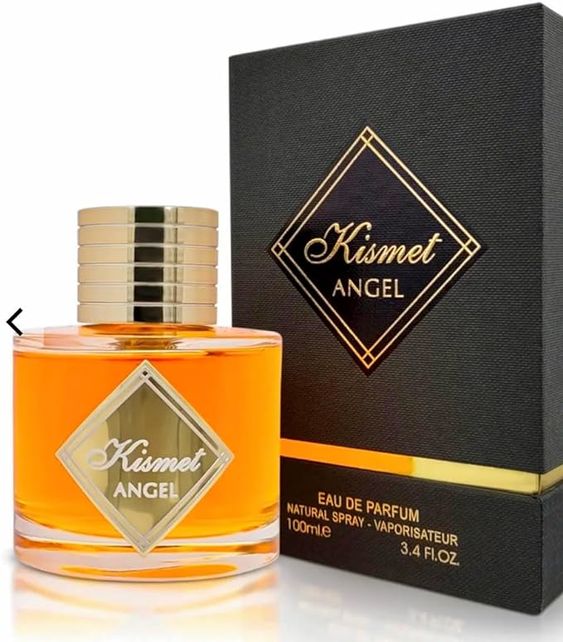 Kismet
ANGEL
EAU DE PARFUM
NATURAL SPRAY - VAPORISATEUR
100ml.e
3.4 Fl.OZ.
Kismet
ANGEL